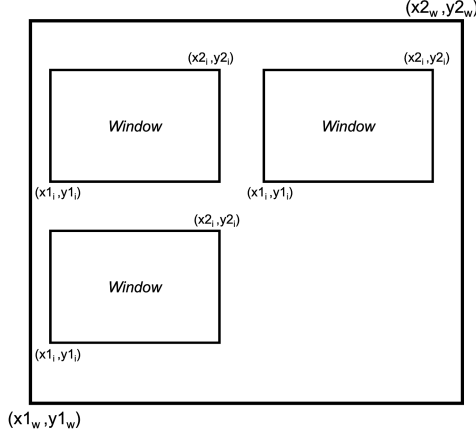 (x2w,y2w)
(x2i,y2i) (x2i,y2i)
Window Window
(x1i,y1i) (x1i,y1i)
(x2i,y2i)
Window
(x1i,y1i)
(x1w,y1w)